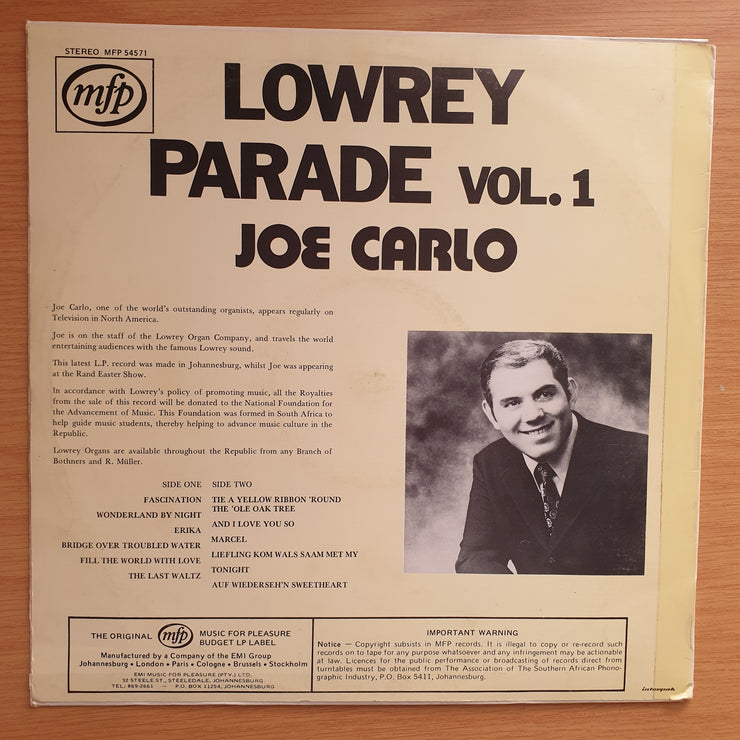 STEREO MFP 54571
mfp
LOWREY
PARADE VOL. 1
JOE CARLO
Joe Carlo, one of the world's outstanding organists, appears regularly on
Television in North America.
Joe is on the staff of the Lowrey Organ Company, and travels the world
entertaining audiences with the famous Lowrey sound.
This latest L.P. record was made in Johannesburg, whilst Joe was appearing
at the Rand Easter Show.
In accordance with Lowrey's policy of promoting music, all the Royalties
from the sale of this record will be donated to the National Foundation for
the Advancement of Music. This Foundation was formed in South Africa to
help guide music students, thereby helping to advance music culture in the
Republic.
Lowrey Organs are available throughout the Republic from any Branch of
Bothners and R. Müller.
SIDE ONE
FASCINATION
WONDERLAND BY NIGHT
ERIKA
BRIDGE OVER TROUBLED WATER
FILL THE WORLD WITH LOVE
THE LAST WALTZ
SIDE TWO
TIE A YELLOW RIBBON 'ROUND
THE 'OLE OAK TREE
AND I LOVE YOU SO
MARCEL
LIEFLING KOM WALS SAAM MET MY
TONIGHT
AUF WIEDERSEH'N SWEETHEART
THE ORIGINAL mfp MUSIC FOR PLEASURE
BUDGET LP LABEL
Manufactured by a Company of the EMI Group
Johannesburg • London • Paris • Cologne • Brussels • Stockholm
EMI MUSIC FOR PLEASURE (PTY.) LTD.
32 STEELE ST., STEELEDALE, JOHANNESBURG
TEL: 869-2661 — P.O. BOX 11254, JOHANNESBURG
IMPORTANT WARNING
Notice — Copyright subsists in MFP records. It is illegal to copy or re-record such
records on to tape for any purpose whatsoever and any infringement may be actionable
at law. Licences for the public performance or broadcasting of records direct from
turntables must be obtained from The Association of The Southern African Phono-
graphic Industry, P.O. Box 5411, Johannesburg.
interpak